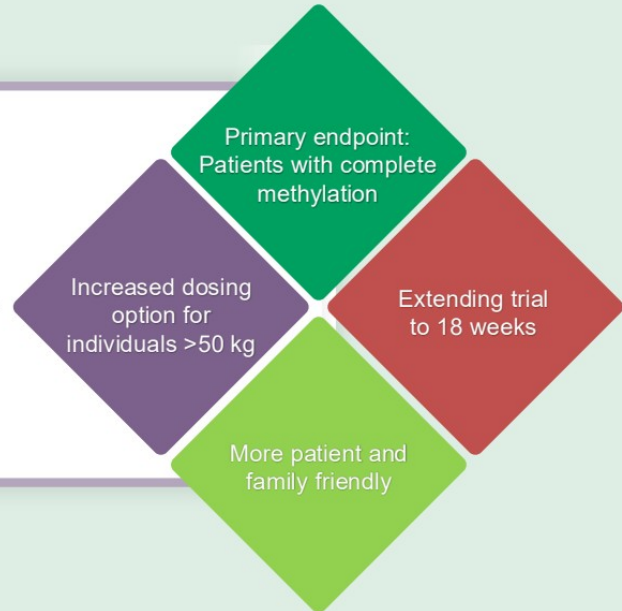 Primary endpoint:
Patients with complete
methylation
Increased dosing
option for
individuals >50 kg
Extending trial
to 18 weeks
More patient and
family friendly